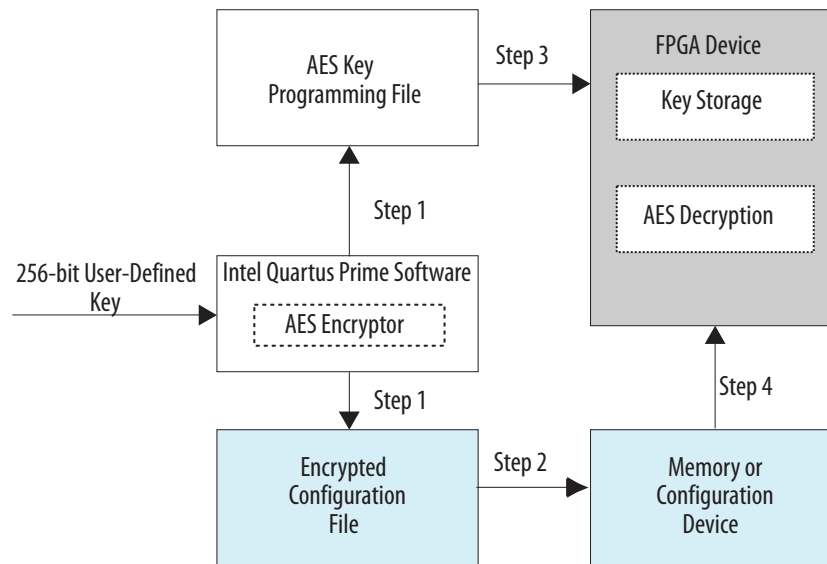 AES Key
Programming File
Step 3
FPGA Device
Key Storage
AES Decryption
Step 1
256-bit User-Defined
Key
Intel Quartus Prime Software
AES Encryptor
Step 1
Step 4
Encrypted
Configuration
File
Step 2
Memory or
Configuration
Device